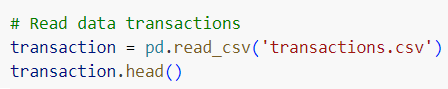 # Read data transactions
transaction = pd.read_csv('transactions.csv')
transaction.head()